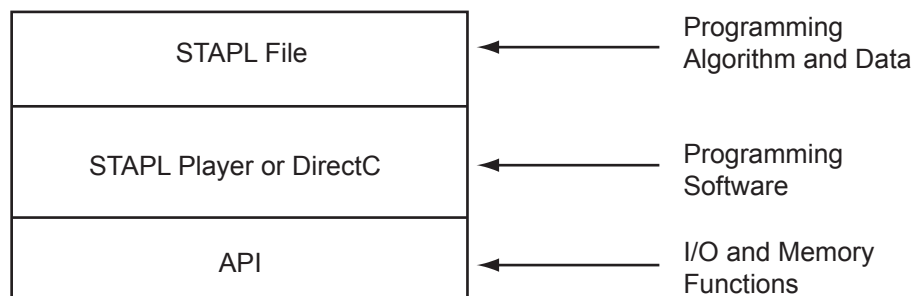 STAPL File
Programming
Algorithm and Data
STAPL Player or DirectC
Programming
Software
API
I/O and Memory
Functions